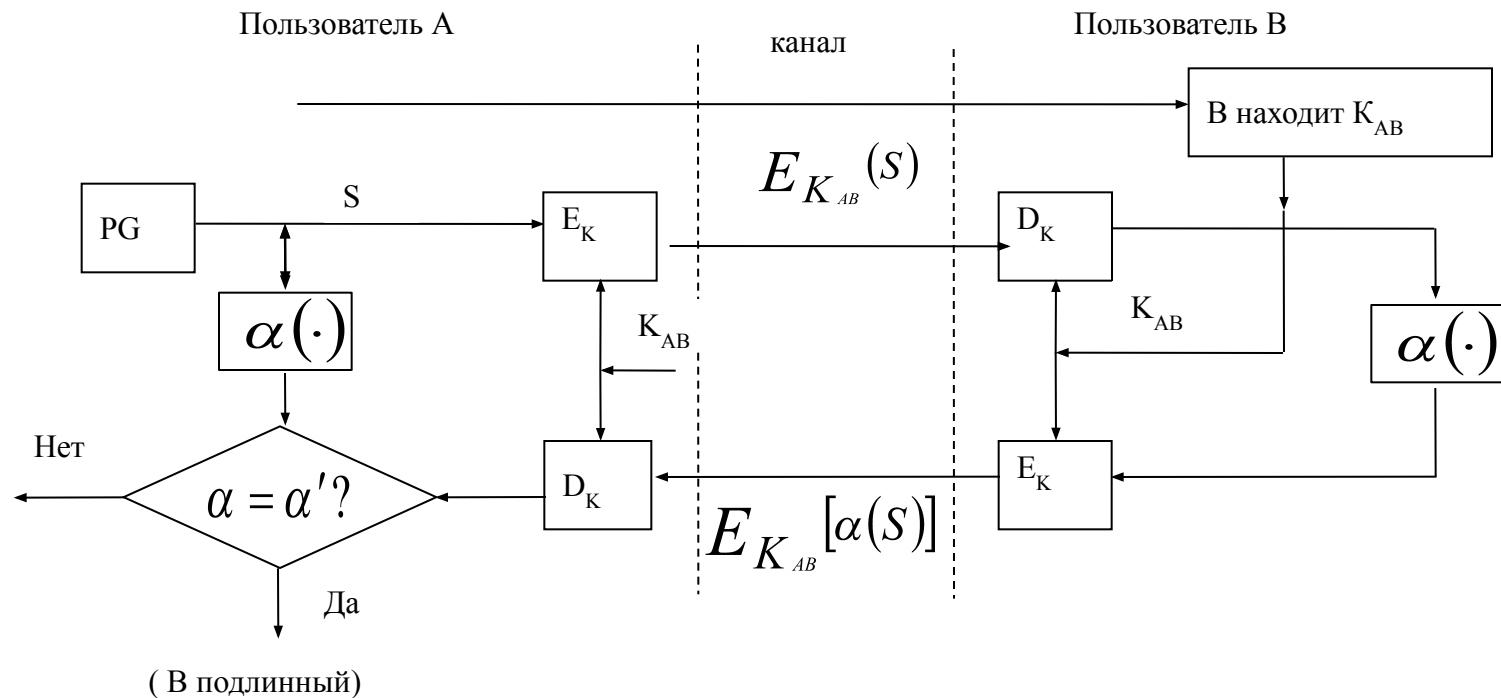 Пользователь А
канал
Пользователь В
В находит K_AB
E_K_AB(S)
PG
S
E_K
D_K
α(·)
K_AB
K_AB
α(·)
Нет
α = α'?
D_K
E_K
E_K_AB[α(S)]
Да
( В подлинный)